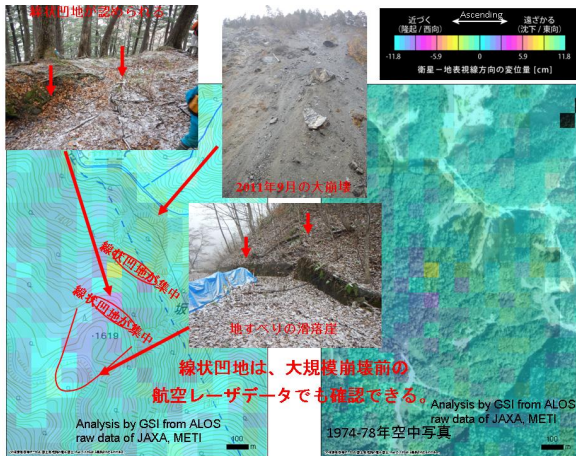 線状凹地が認められる
近づく
(隆起/西向)
Ascending
遠ざかる
(沈下/東向)
-11.8 5.9 0 5.9 11.8
衛星－地表視線方向の変位量 [cm]
2011年9月の大崩壊
線状凹地が集中
坂
線状凹地が集中
・1619
地すべりの滑落崖
線状凹地は、大規模崩壊前の
航空レーザデータでも確認できる。
Analysis by GSI from ALOS
raw data of JAXA, METI
100
m
Analysis by GSI from ALOS
raw data of JAXA, METI
1974-78年空中写真
100
m